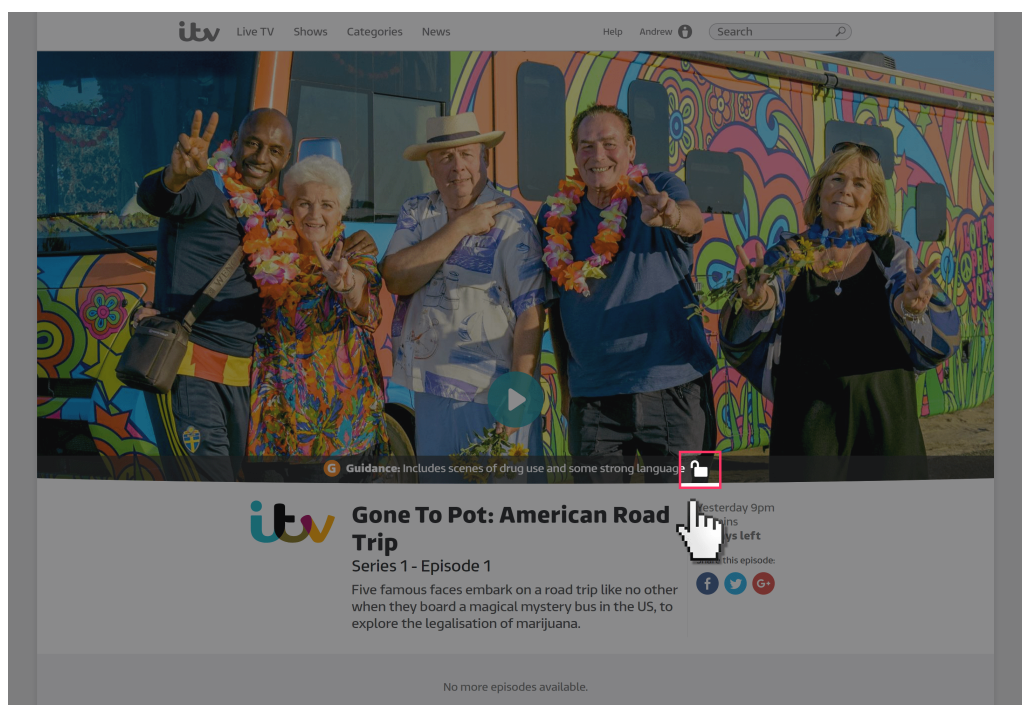 itv Live TV Shows Categories News Help Andrew Search
G Guidance: Includes scenes of drug use and some strong language
itv
Gone To Pot: American Road
Trip
Series 1 - Episode 1
Five famous faces embark on a road trip like no other
when they board a magical mystery bus in the US, to
explore the legalisation of marijuana.
Yesterday 9pm
left
this episode:
f G+
No more episodes available.